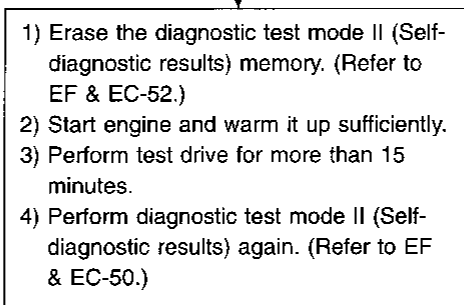 1) Erase the diagnostic test mode II (Self-
diagnostic results) memory. (Refer to
EF & EC-52.)
2) Start engine and warm it up sufficiently.
3) Perform test drive for more than 15
minutes.
4) Perform diagnostic test mode II (Self-
diagnostic results) again. (Refer to EF
& EC-50.)